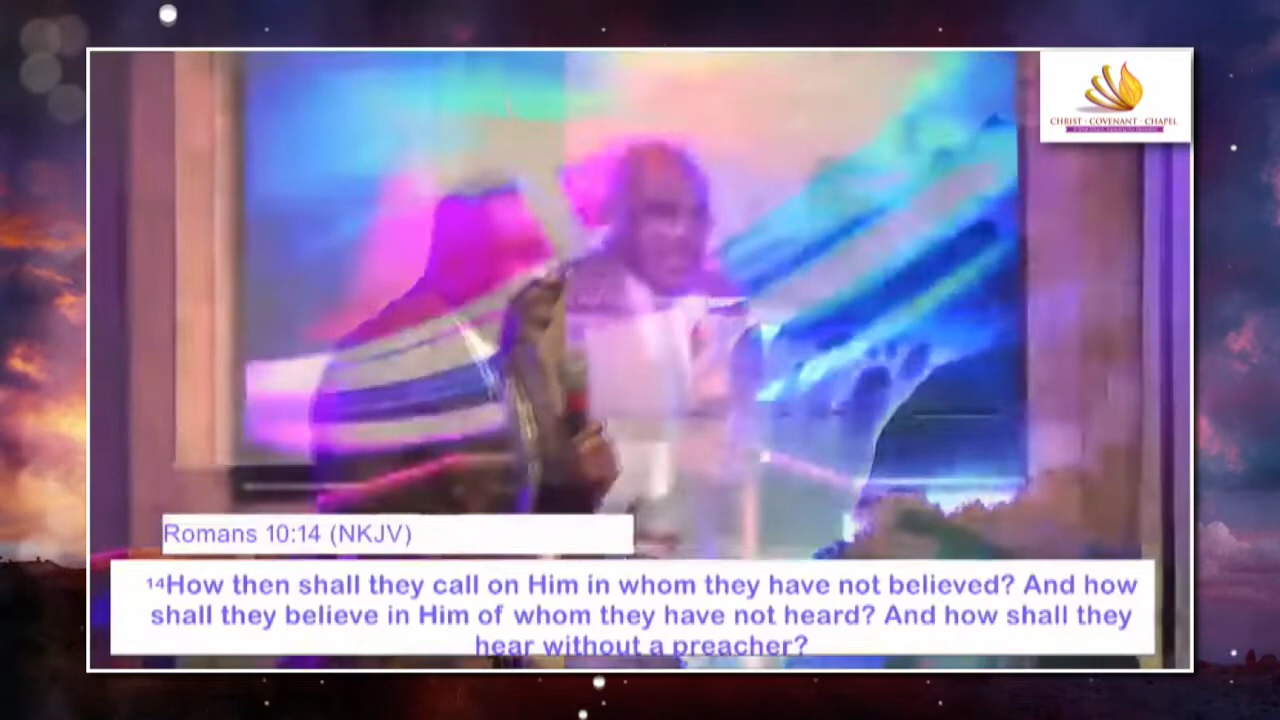 CHRIST · COVENANT · CHAPEL
Romans 10:14 (NKJV)
¹⁴How then shall they call on Him in whom they have not believed? And how
shall they believe in Him of whom they have not heard? And how shall they
hear without a preacher?